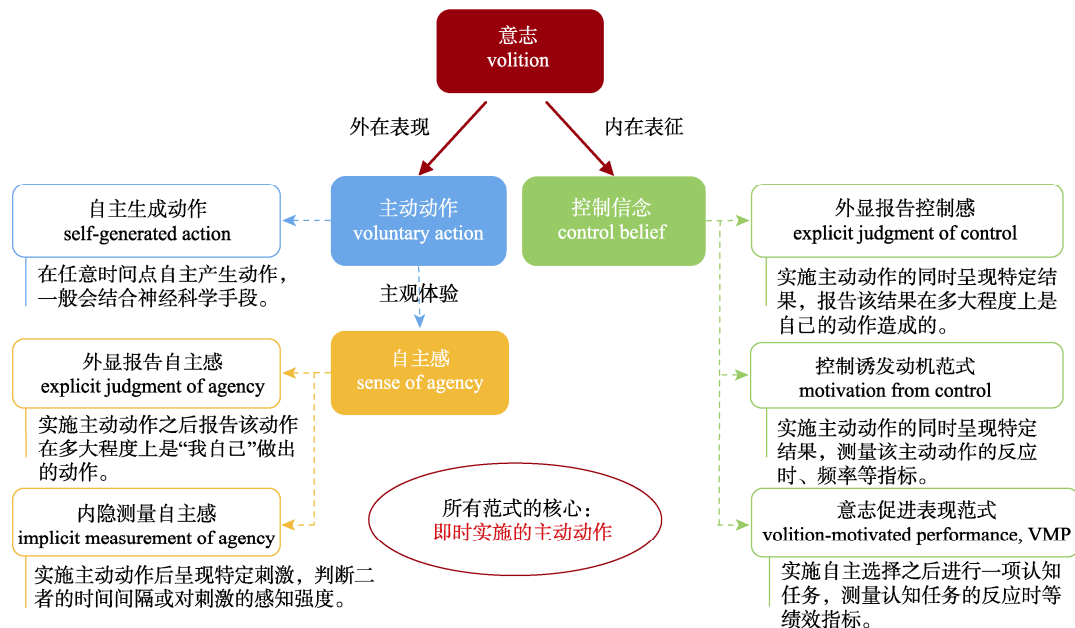 意志
volition
外在表现
内在表征
自主生成动作
self-generated action
在任意时间点自主产生动作，
一般会结合神经科学手段。
主动动作
voluntary action
控制信念
control belief
外显报告控制感
explicit judgment of control
实施主动动作的同时呈现特定结
果，报告该结果在多大程度上是
自己的动作造成的。
主观体验
外显报告自主感
explicit judgment of agency
实施主动动作之后报告该动作
在多大程度上是“我自己”做出
的动作。
自主感
sense of agency
控制诱发动机范式
motivation from control
实施主动动作的同时呈现特定
结果，测量该主动动作的反应
时、频率等指标。
内隐测量自主感
implicit measurement of agency
实施主动动作后呈现特定刺激，判断二
者的时间间隔或对刺激的感知强度。
所有范式的核心：
即时实施的主动动作
意志促进表现范式
volition-motivated performance, VMP
实施自主选择之后进行一项认知
任务，测量认知任务的反应时等
绩效指标。